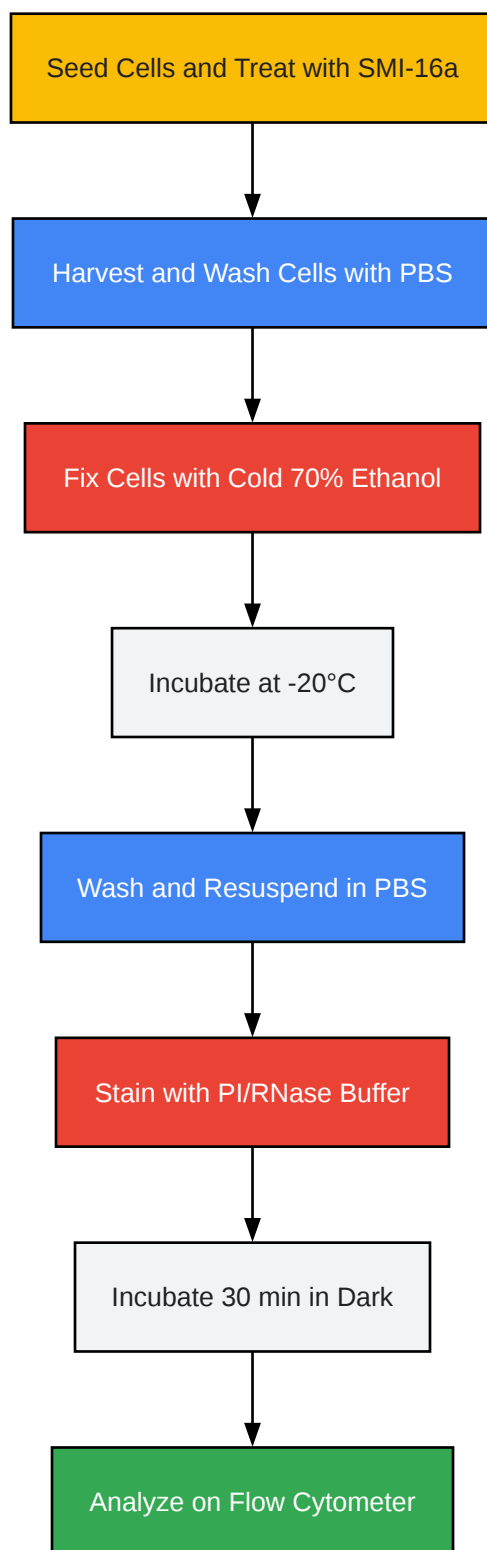 Seed Cells and Treat with SMI-16a
Harvest and Wash Cells with PBS
Fix Cells with Cold 70% Ethanol
Incubate at -20°C
Wash and Resuspend in PBS
Stain with PI/RNase Buffer
Incubate 30 min in Dark
Analyze on Flow Cytometer